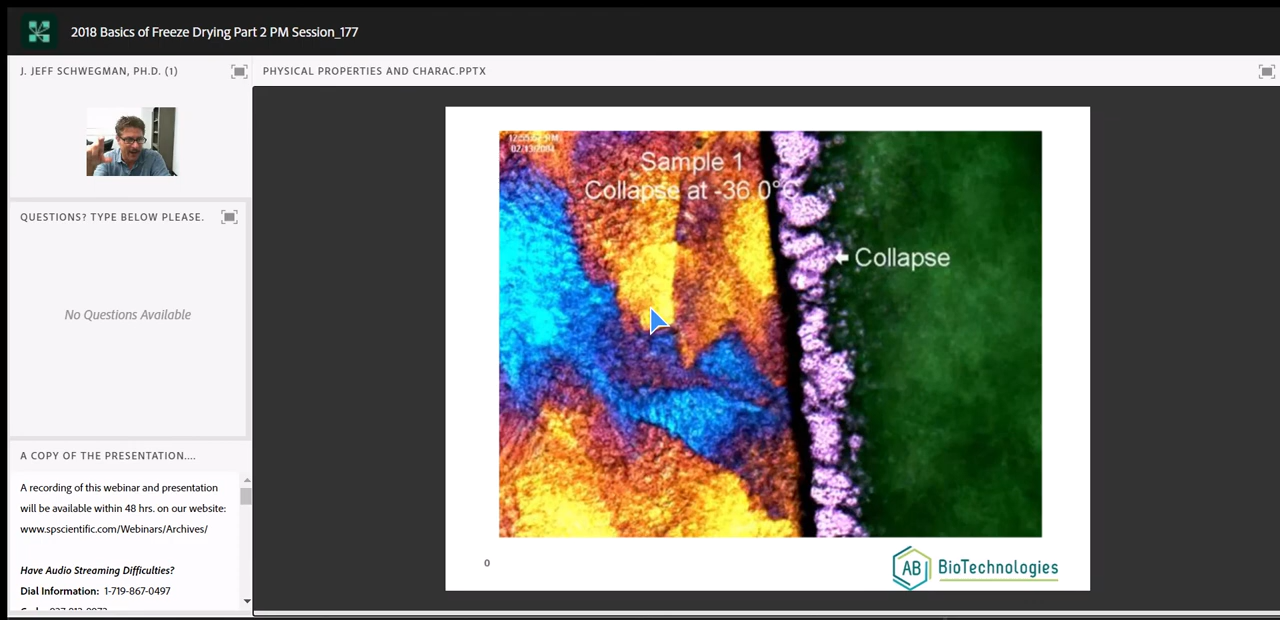 2018 Basics of Freeze Drying Part 2 PM Session_177
J. JEFF SCHWEGMAN, PH.D. (1)
PHYSICAL PROPERTIES AND CHARAC.PPTX
QUESTIONS? TYPE BELOW PLEASE.
No Questions Available
A COPY OF THE PRESENTATION....
A recording of this webinar and presentation
will be available within 48 hrs. on our website:
www.spscientific.com/Webinars/Archives/
Have Audio Streaming Difficulties?
Dial Information: 1-719-867-0497
Sample 1
Collapse at -36.0°C
Collapse
0
AB BioTechnologies